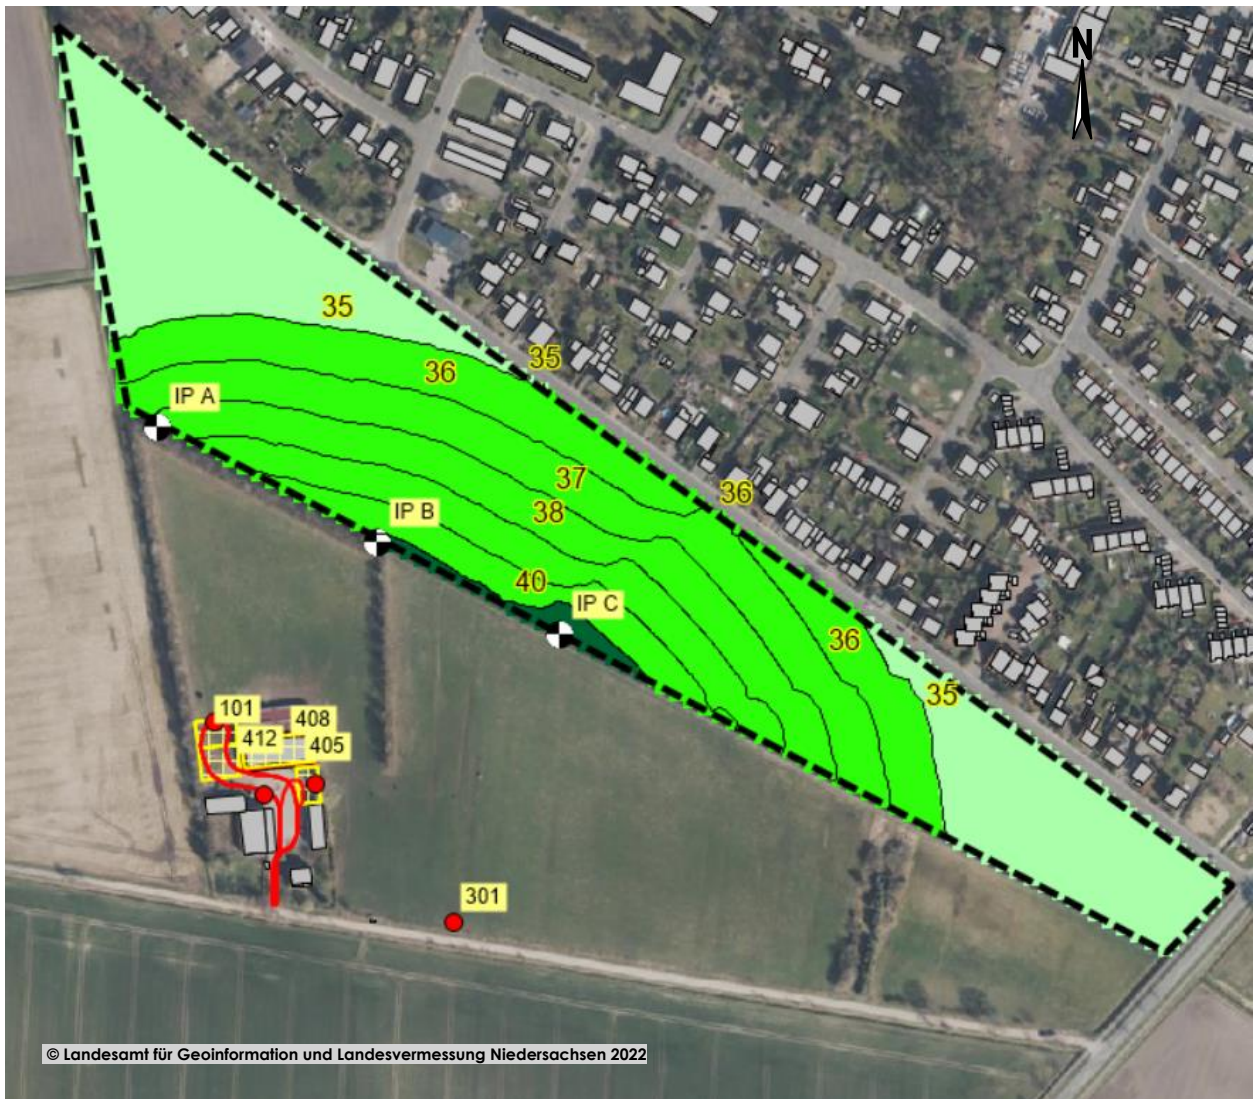 N
35
35
36
IP A
37
36
38
IP B
40
IP C
36
35
101
408
412
405
301
© Landesamt für Geoinformation und Landesvermessung Niedersachsen 2022